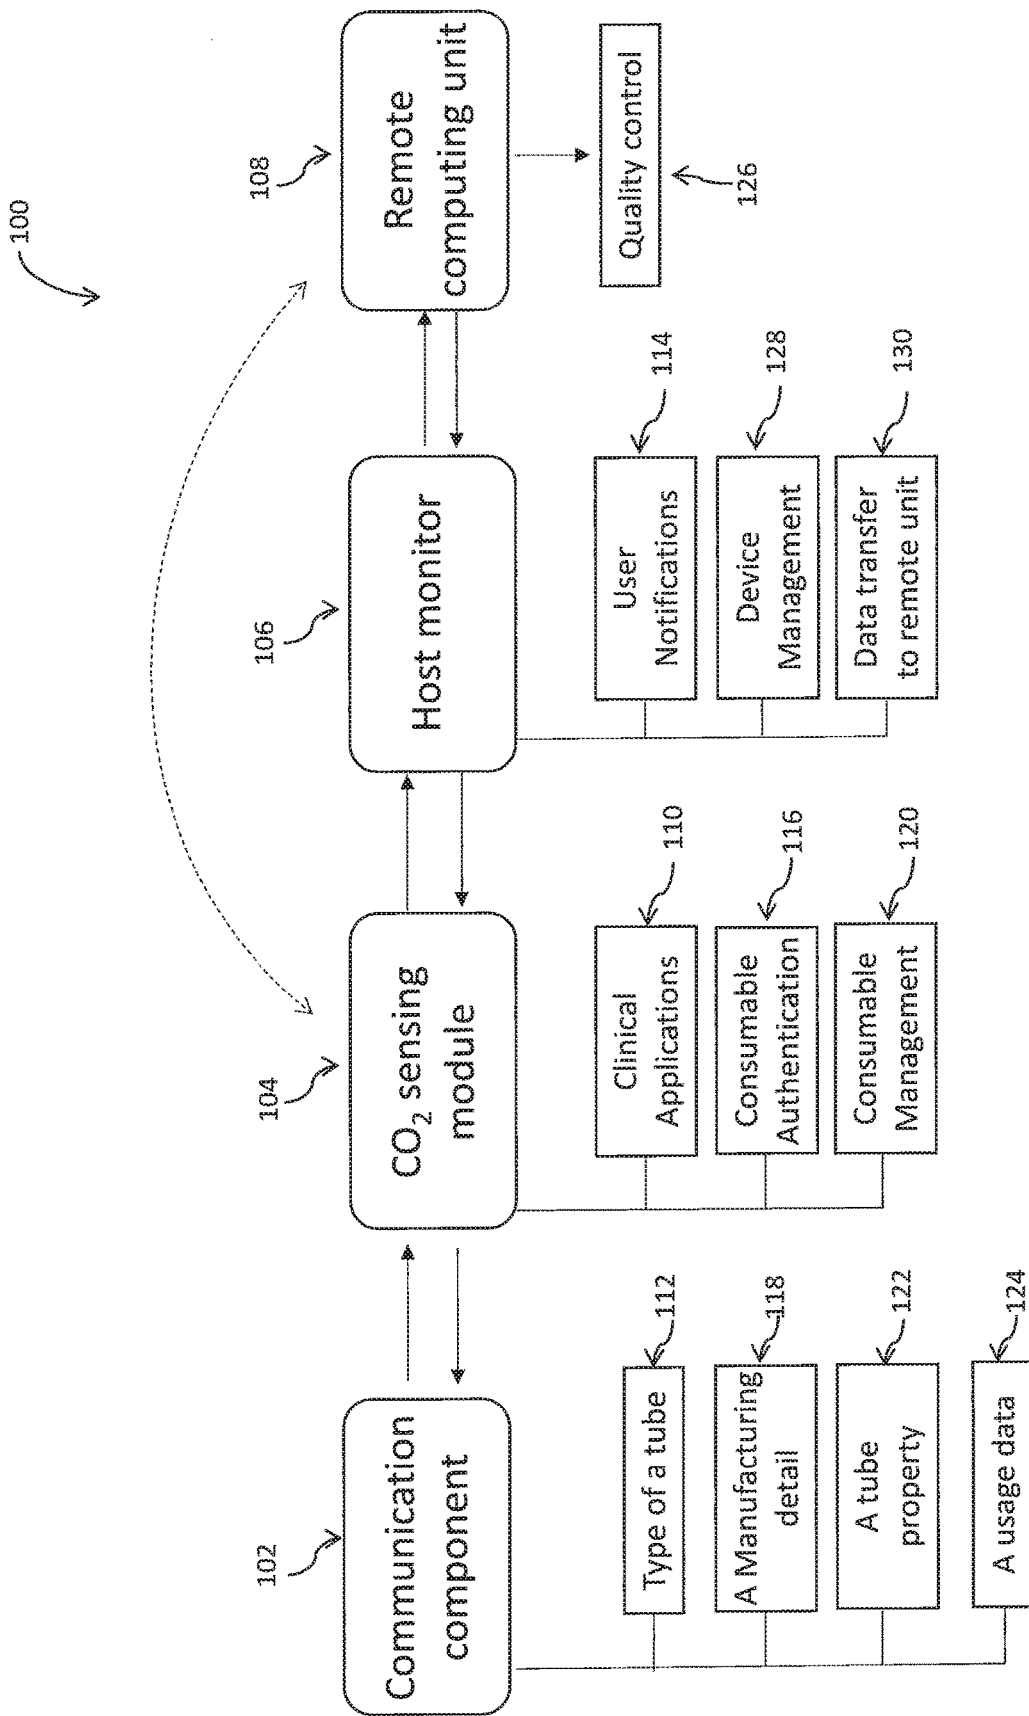 100
102
Communication
component
104
CO₂ sensing
module
106
Host monitor
108
Remote
computing unit
Type of a tube
112
A Manufacturing
detail
118
A tube
property
122
A usage data
124
Clinical
Applications
110
Consumable
Authentication
116
Consumable
Management
120
User
Notifications
114
Device
Management
128
Data transfer
to remote unit
130
Quality control
126